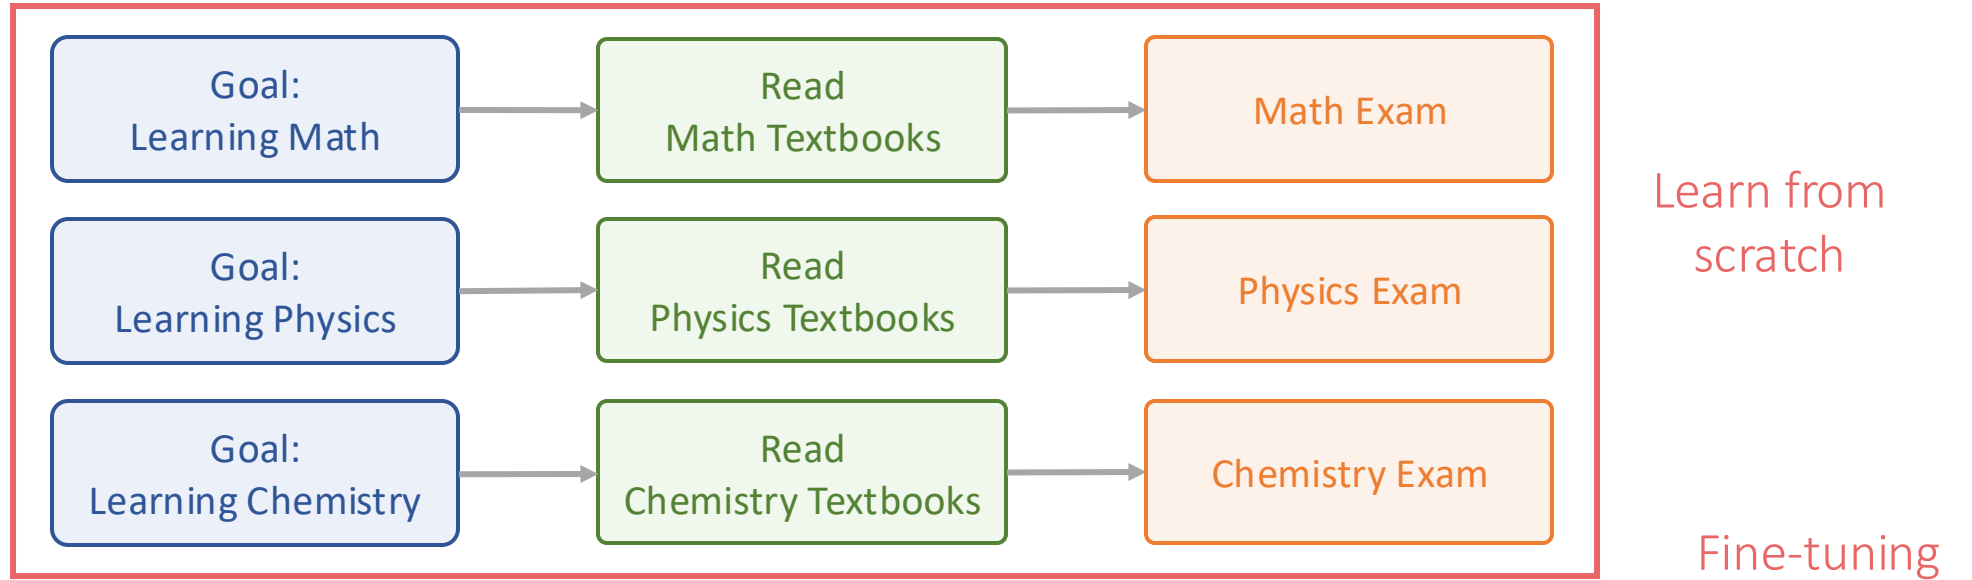 Goal:
Learning Math
Read
Math Textbooks
Math Exam
Goal:
Learning Physics
Read
Physics Textbooks
Physics Exam
Goal:
Learning Chemistry
Read
Chemistry Textbooks
Chemistry Exam
Learn from
scratch
Fine-tuning